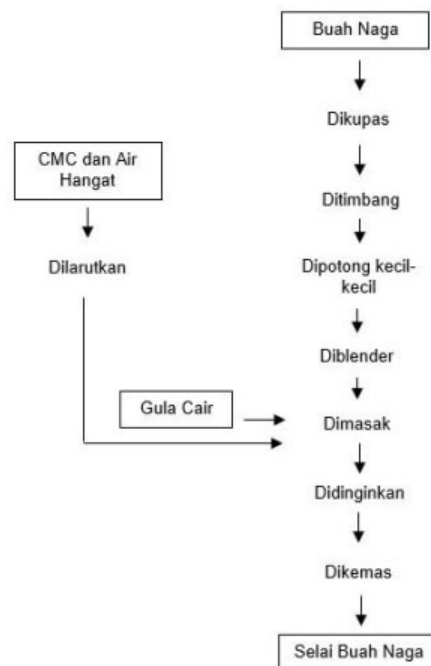 Buah Naga
Dikupas
CMC dan Air
Hangat
Ditimbang
Dilarutkan
Dipotong kecil-
kecil
Diblender
Gula Cair
Dimasak
Didinginkan
Dikemas
Selai Buah Naga